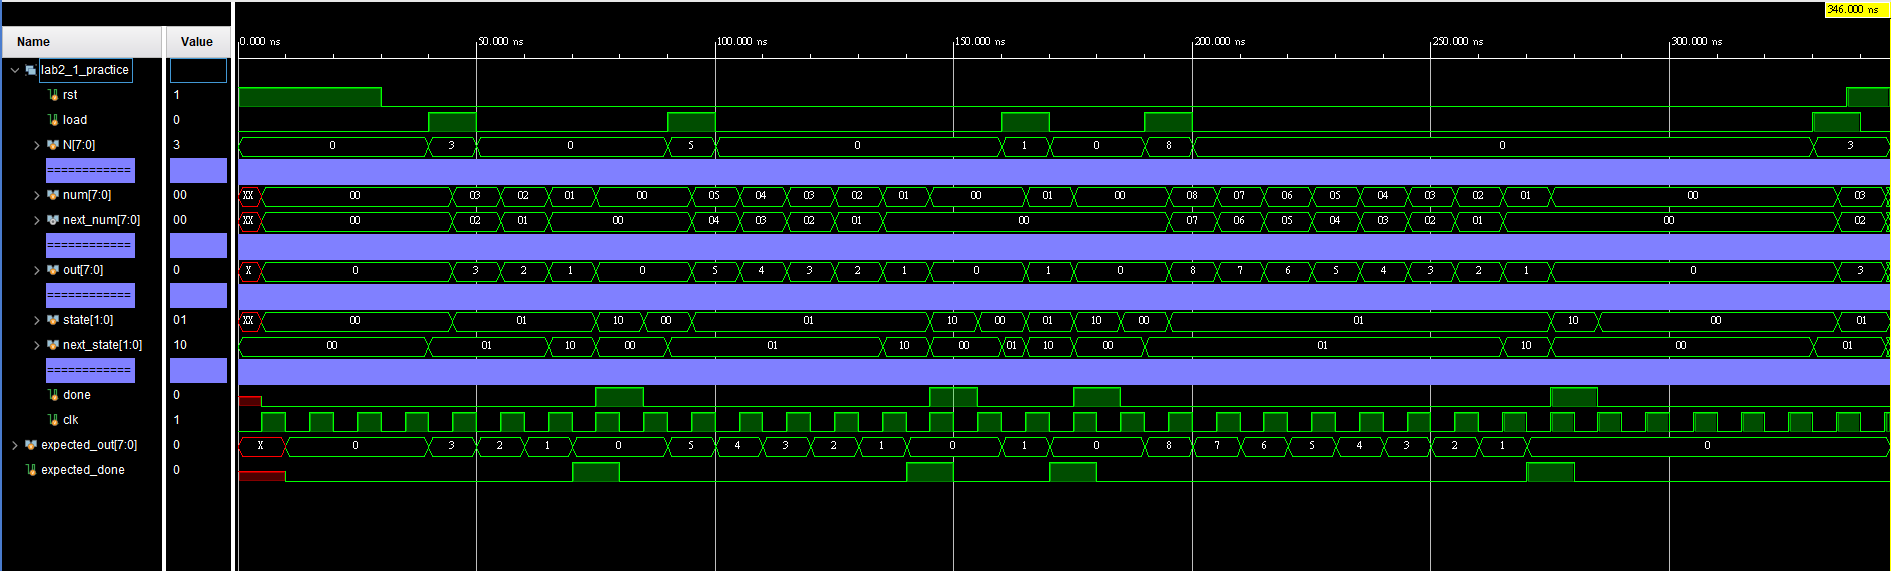 346.000 ns
Name Value 0.000 ns 50.000 ns 100.000 ns 150.000 ns 200.000 ns 250.000 ns 300.000 ns
lab2_1_practice
rst 1
load 0
N[7:0] 3 0 3 0 5 0 1 0 8 0 3
============
num[7:0] 00 XX 00 03 02 01 00 05 04 03 02 01 00 01 00 08 07 06 05 04 03 02 01 00 03
next_num[7:0] 00 XX 00 02 01 00 04 03 02 01 00 07 06 05 04 03 02 01 00 02
============
out[7:0] 0 X 0 3 2 1 0 5 4 3 2 1 0 1 0 8 7 6 5 4 3 2 1 0 3
============
state[1:0] 01 XX 00 01 10 00 01 10 00 01 10 00 01 10 00 01
next_state[1:0] 10 00 01 10 00 01 10 00 01 10 00 01 10 00 01
============
done 0
clk 1
expected_out[7:0] 0 X 0 3 2 1 0 5 4 3 2 1 0 1 0 8 7 6 5 4 3 2 1 0
expected_done 0